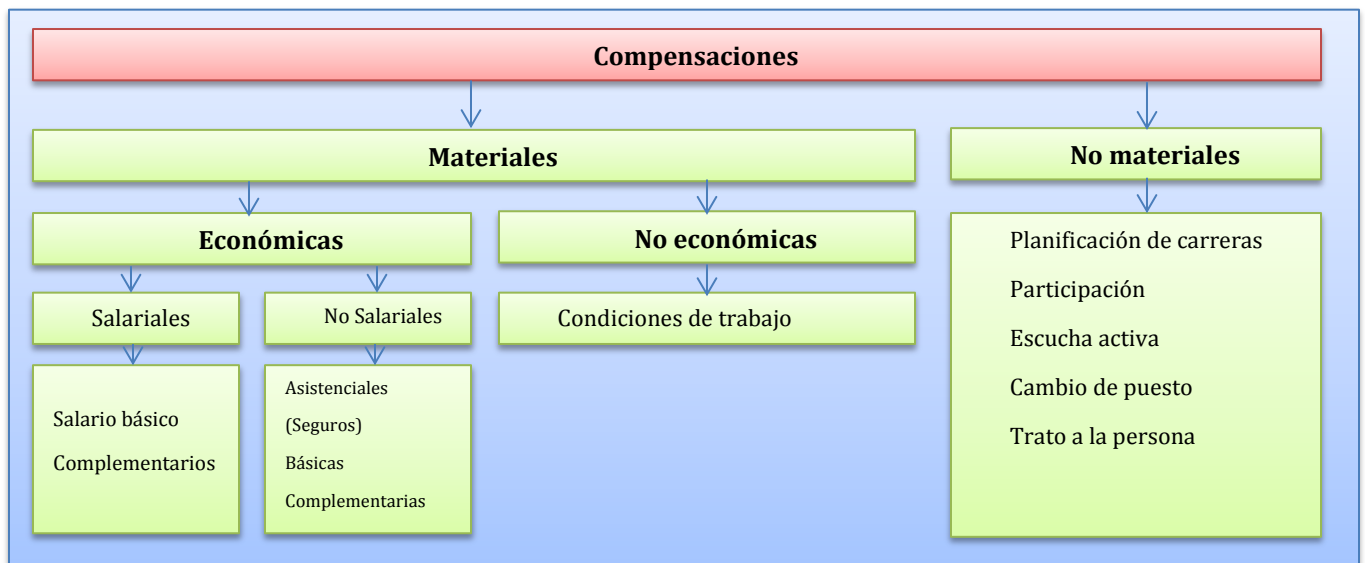 Compensaciones
Materiales
No materiales
Económicas
No económicas
Salariales
No Salariales
Condiciones de trabajo
Salario básico
Complementarios
Asistenciales
(Seguros)
Básicas
Complementarias
Planificación de carreras
Participación
Escucha activa
Cambio de puesto
Trato a la persona